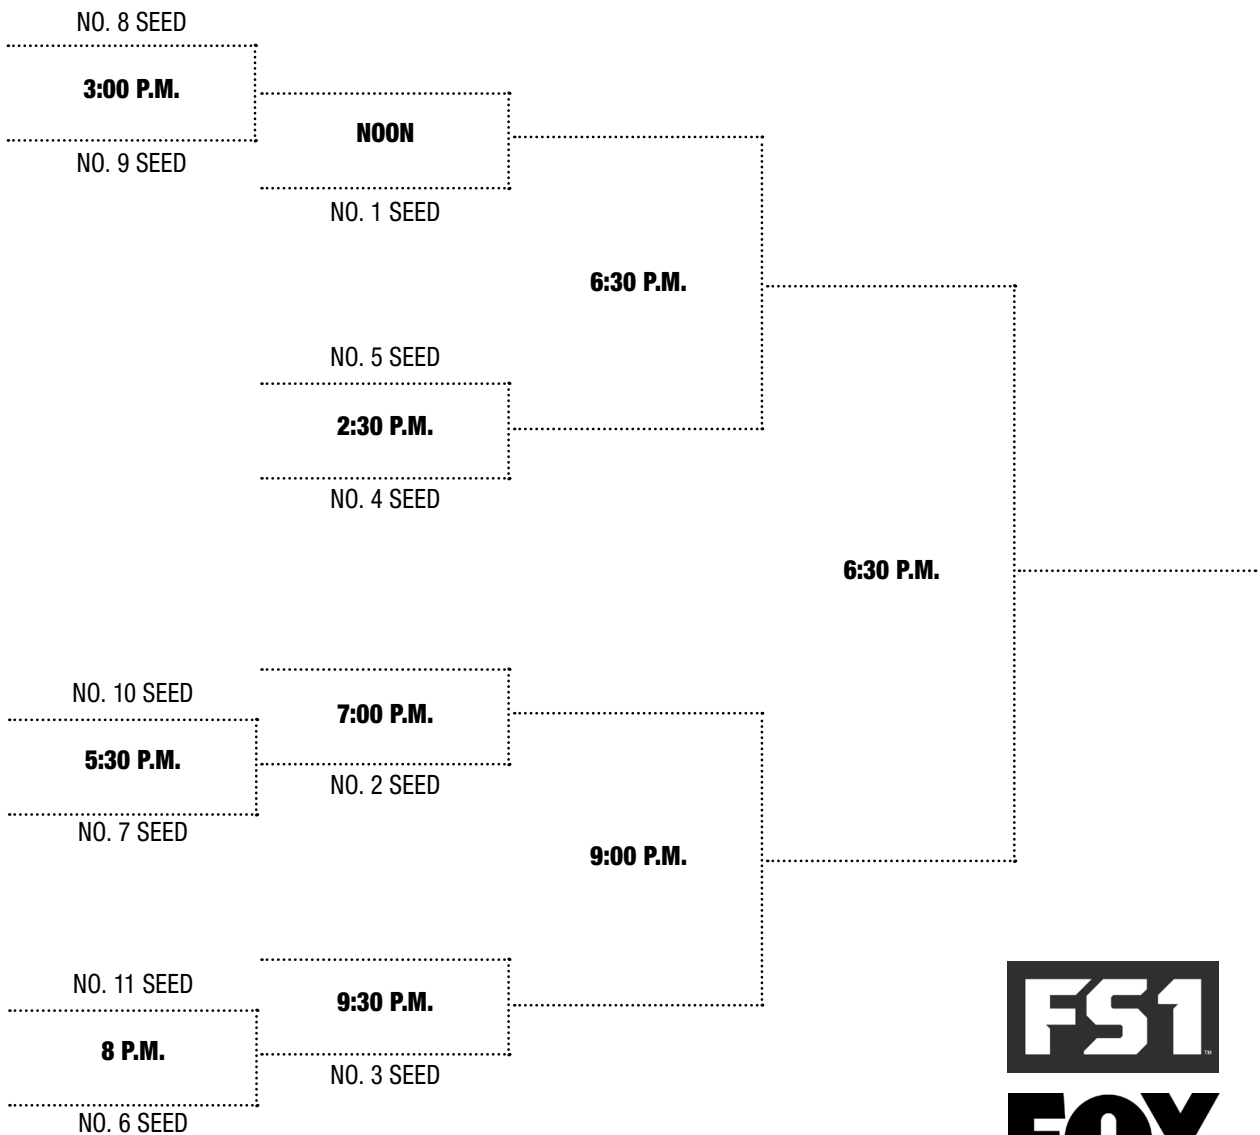 NO. 8 SEED
3:00 P.M.
NO. 9 SEED
NOON
NO. 1 SEED
6:30 P.M.
NO. 5 SEED
2:30 P.M.
NO. 4 SEED
6:30 P.M.
NO. 10 SEED
5:30 P.M.
NO. 7 SEED
7:00 P.M.
NO. 2 SEED
9:00 P.M.
NO. 11 SEED
8 P.M.
NO. 6 SEED
9:30 P.M.
NO. 3 SEED
FS1
TM
FOX